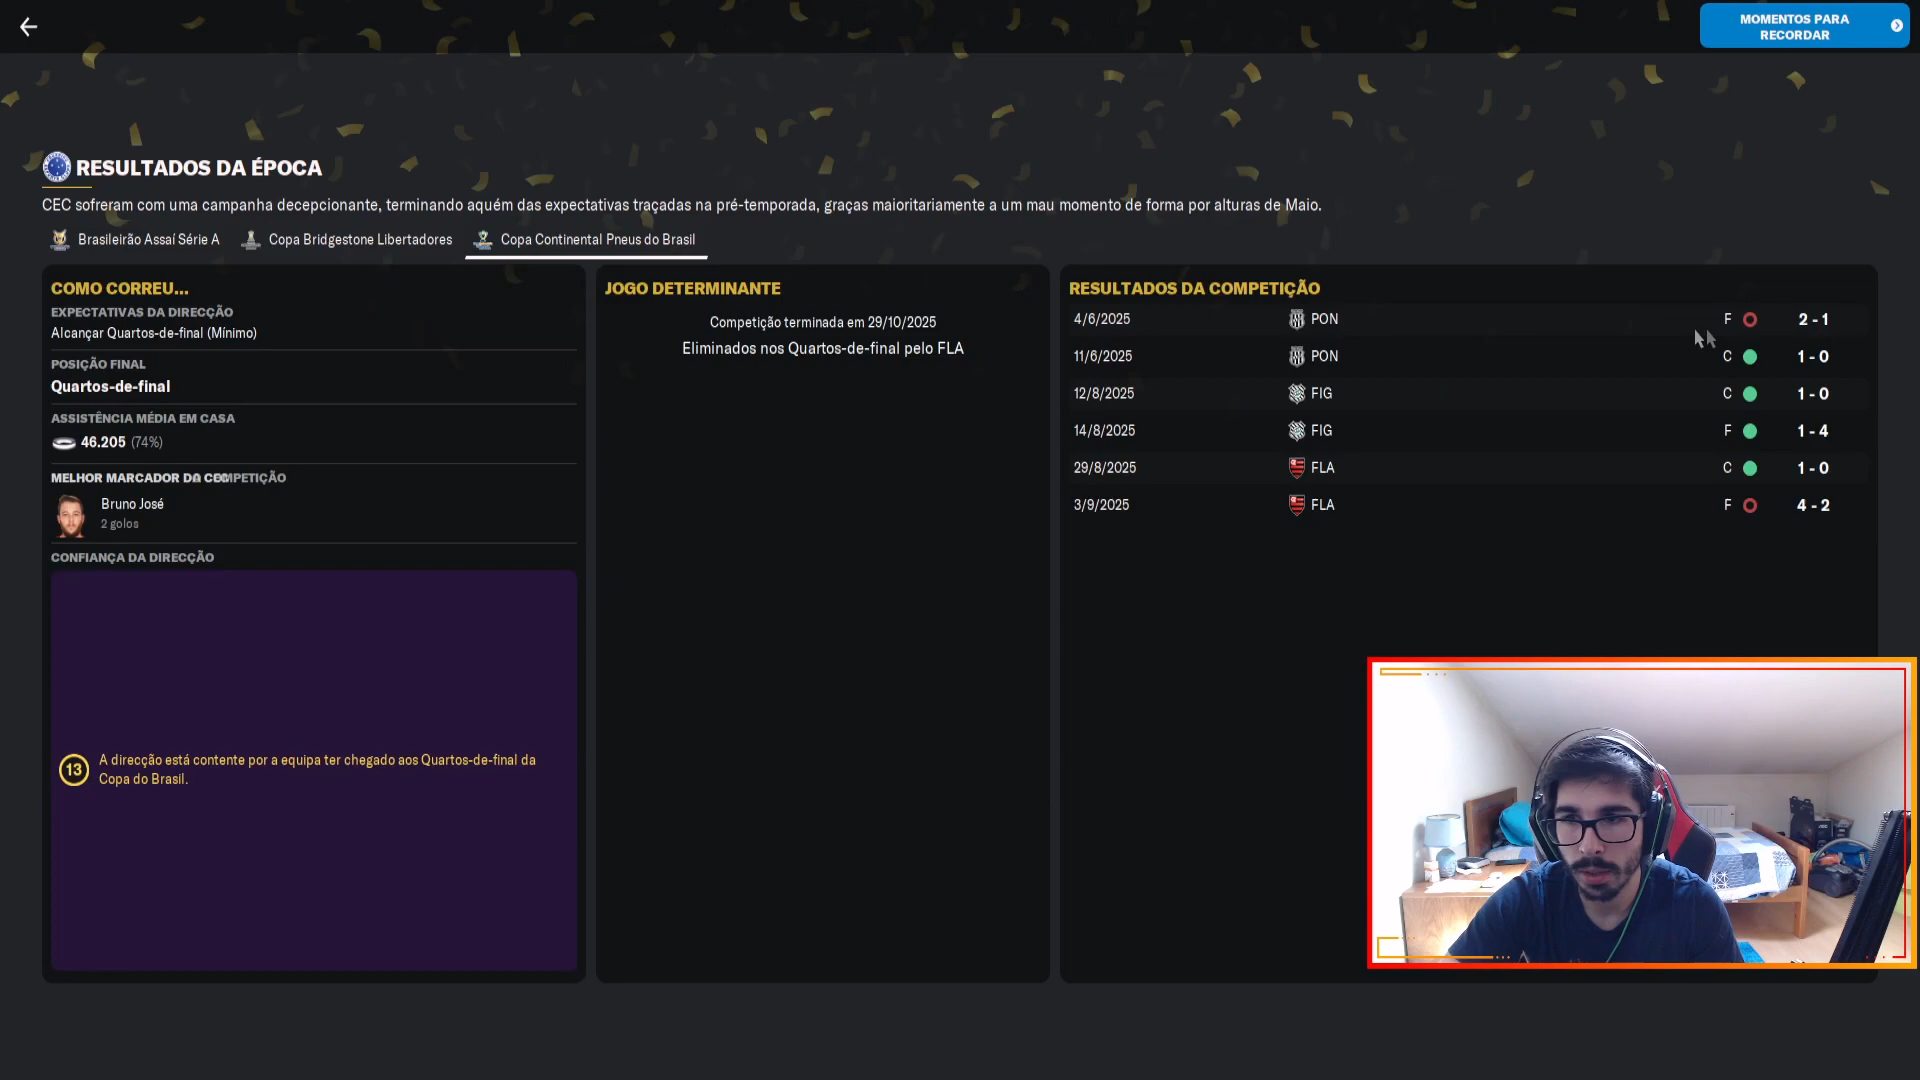 MOMENTOS PARA
RECORDAR
RESULTADOS DA ÉPOCA
CEC sofreram com uma campanha decepcionante, terminando aquém das expectativas traçadas na pré-temporada, graças maioritariamente a um mau momento de forma por alturas de Maio.
Brasileirão Assaí Série A
Copa Bridgestone Libertadores
Copa Continental Pneus do Brasil
COMO CORREU...
EXPECTATIVAS DA DIRECÇÃO
Alcançar Quartos-de-final (Mínimo)
POSIÇÃO FINAL
Quartos-de-final
ASSISTÊNCIA MÉDIA EM CASA
46.205 (74%)
MELHOR MARCADOR
Bruno José
2 golos
CONFIANÇA DA DIRECÇÃO
13
A direcção está contente por a equipa ter chegado aos Quartos-de-final da
Copa do Brasil.
JOGO DETERMINANTE
Competição terminada em 29/10/2025
Eliminados nos Quartos-de-final pelo FLA
RESULTADOS DA COMPETIÇÃO
4/6/2025 PON F 2 - 1
11/6/2025 PON C 1 - 0
12/8/2025 FIG C 1 - 0
14/8/2025 FIG F 1 - 4
29/8/2025 FLA C 1 - 0
3/9/2025 FLA F 4 - 2